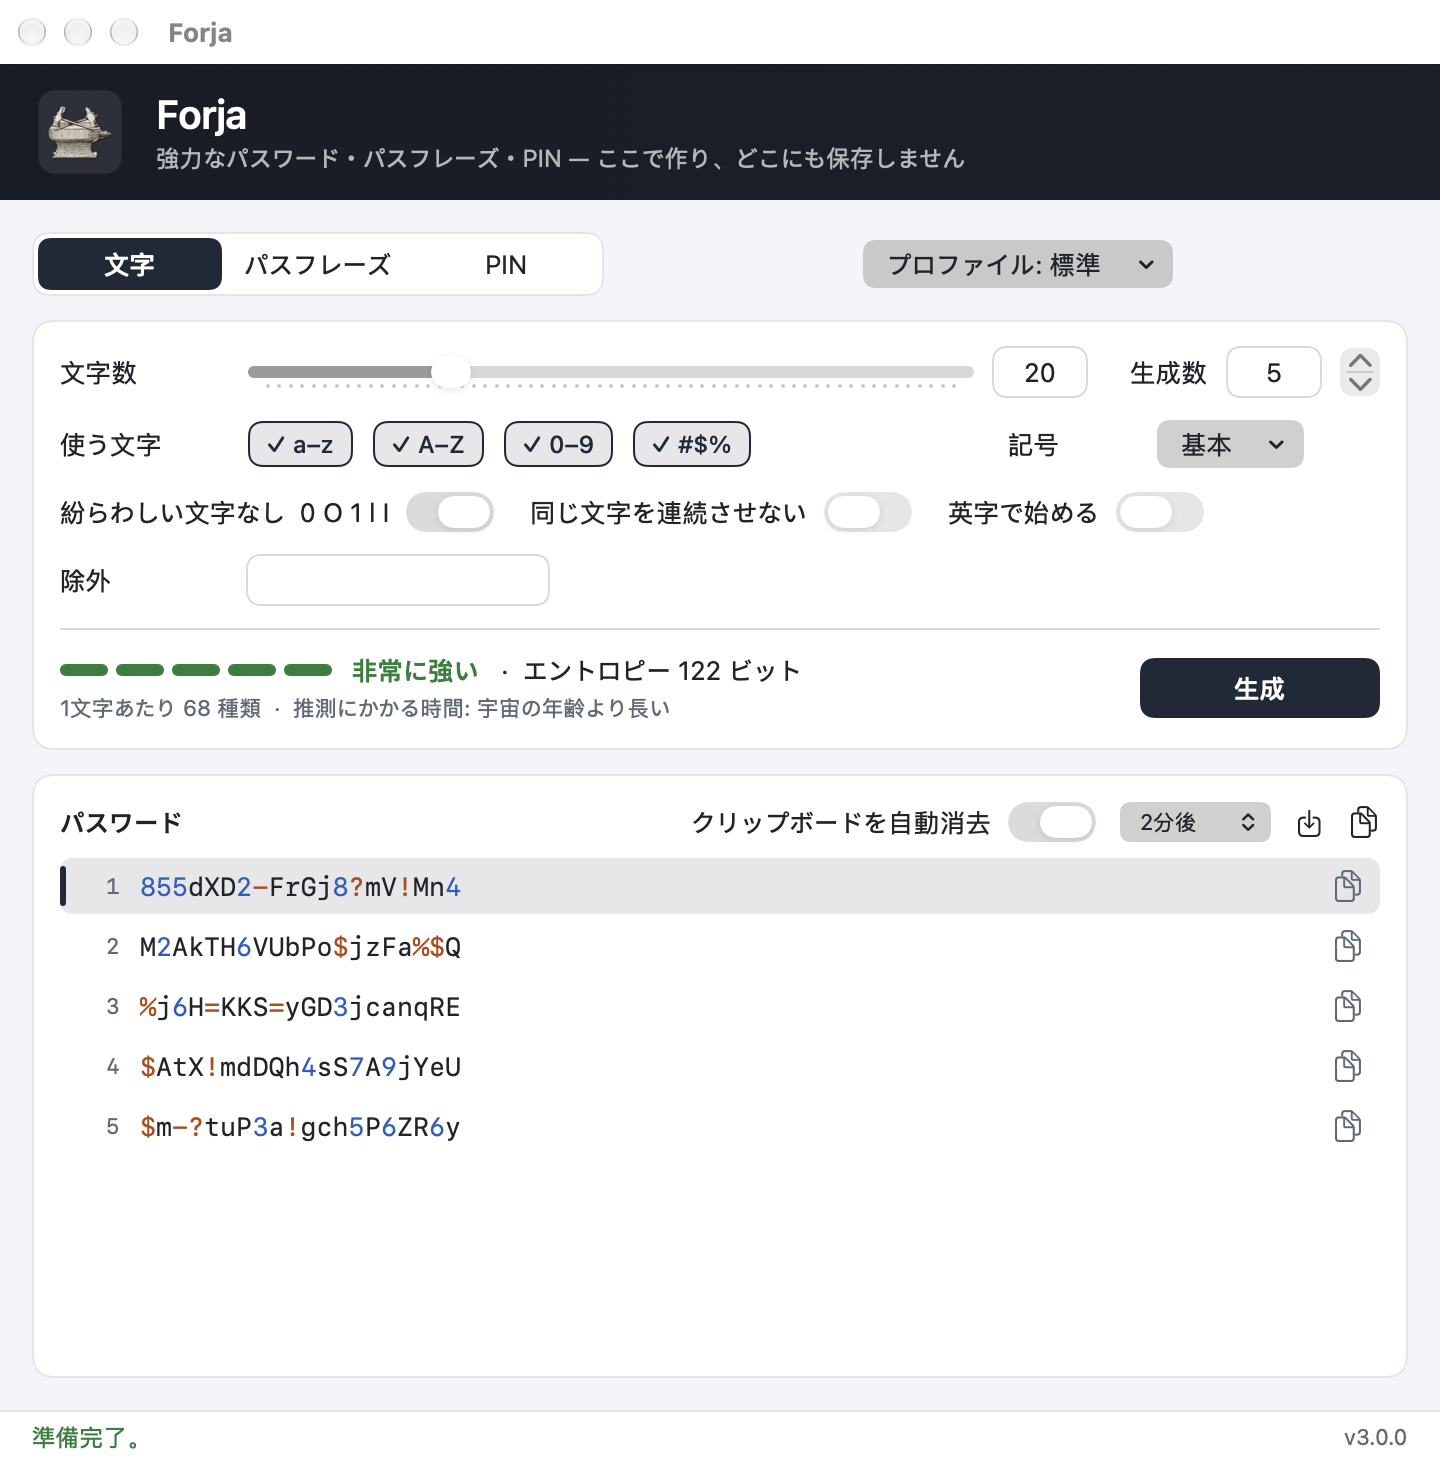 Forja
Forja
強力なパスワード・パスフレーズ・PIN — ここで作り、どこにも保存しません
文字 パスフレーズ PIN プロファイル: 標準
文字数 20 生成数 5
使う文字 a–z A–Z 0–9 #$% 記号 基本
紛らわしい文字なし 0 O 1 l I 同じ文字を連続させない 英字で始める
除外
非常に強い · エントロピー 122 ビット
1文字あたり 68 種類 · 推測にかかる時間: 宇宙の年齢より長い
生成
パスワード クリップボードを自動消去 2分後
1 855dXD2-FrGj8?mV!Mn4
2 M2AkTH6VUbPo$jzFa%$Q
3 %j6H=KKS=yGD3jcanqRE
4 $AtX!mdDQh4sS7A9jYeU
5 $m-?tuP3a!gch5P6ZR6y
準備完了。 v3.0.0